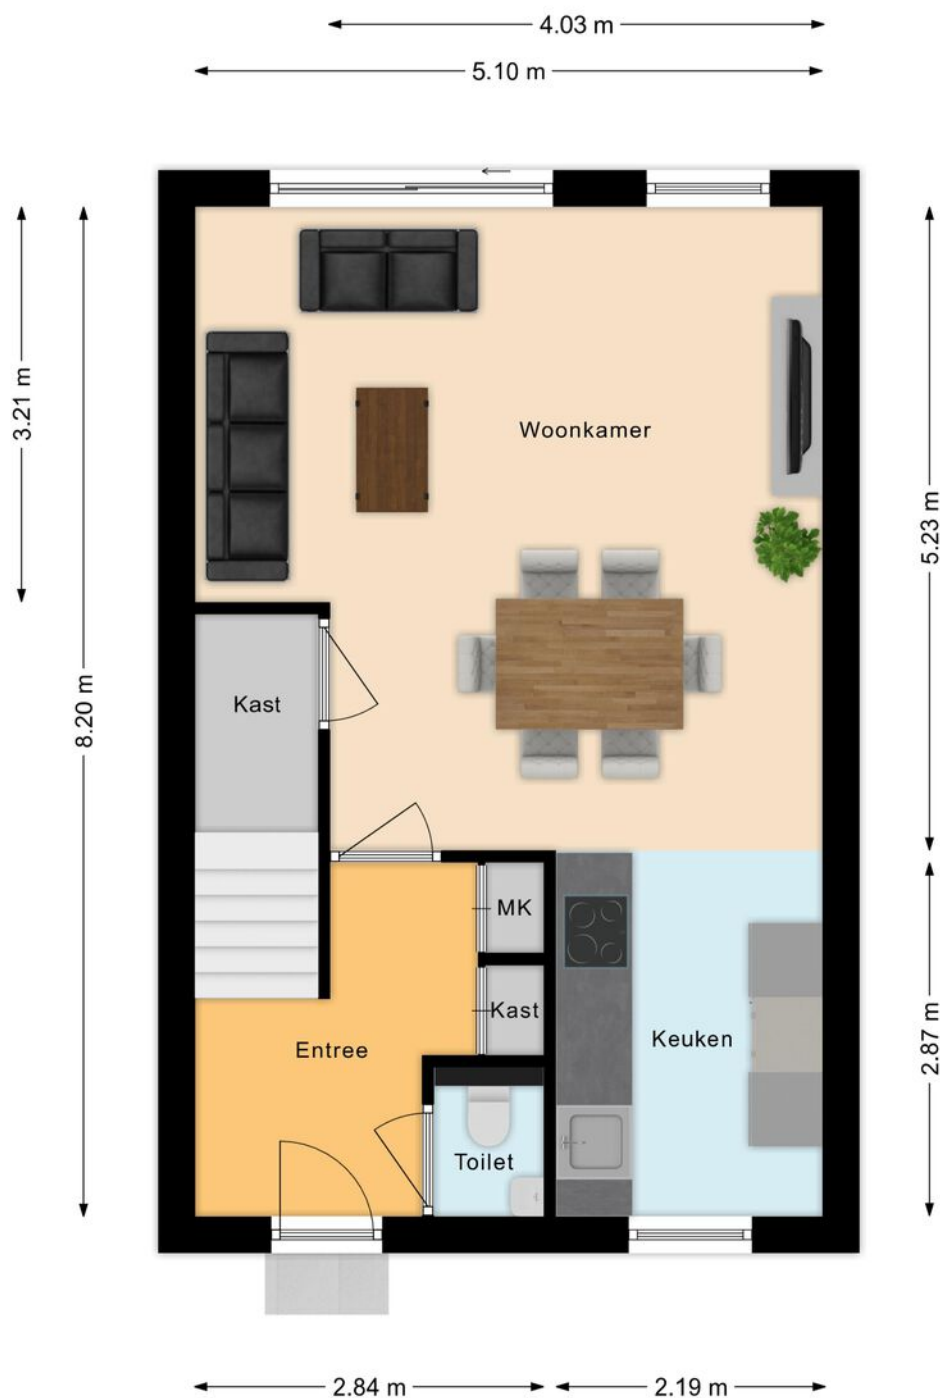 4.03 m
5.10 m
3.21 m
8.20 m
Woonkamer
5.23 m
Kast
MK
Kast
Entree
Keuken
2.87 m
Toilet
2.84 m
2.19 m